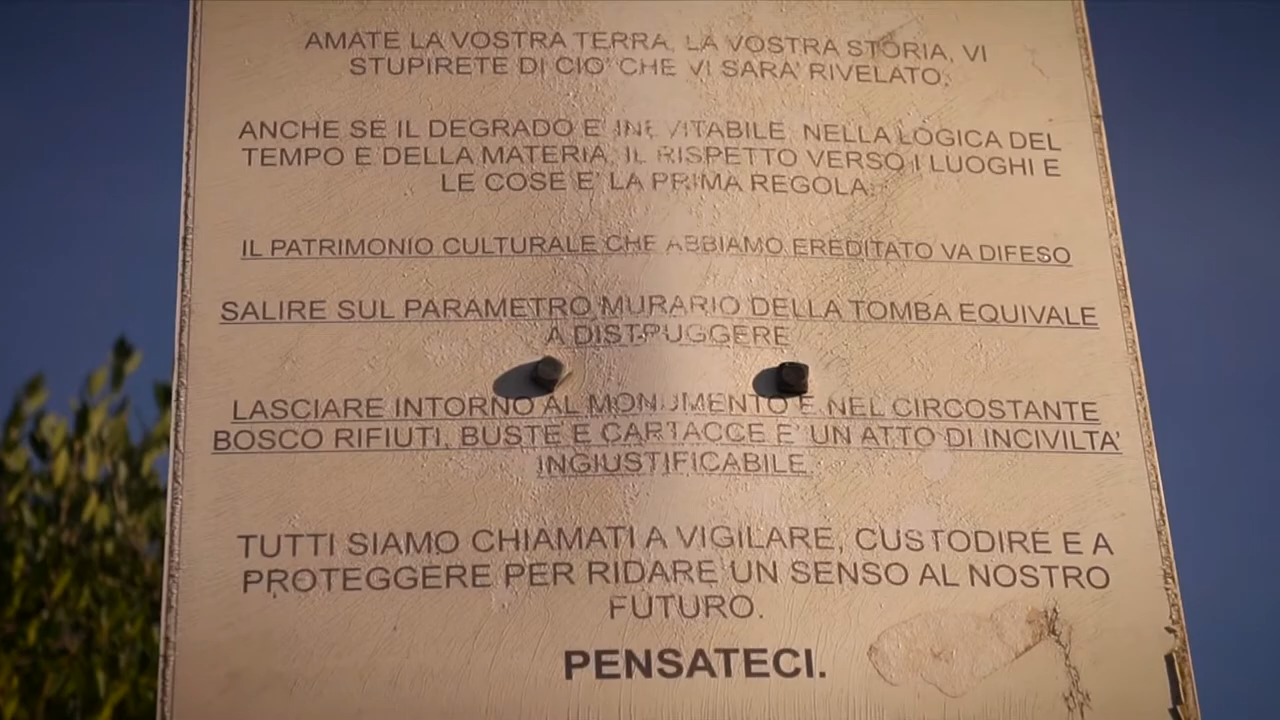 AMATE LA VOSTRA TERRA, LA VOSTRA STORIA, VI
STUPIRETE DI CIO' CHE VI SARA' RIVELATO.
ANCHE SE IL DEGRADO E' INEVITABILE NELLA LOGICA DEL
TEMPO E DELLA MATERIA, IL RISPETTO VERSO I LUOGHI E
LE COSE E' LA PRIMA REGOLA.
IL PATRIMONIO CULTURALE CHE ABBIAMO EREDITATO VA DIFESO
SALIRE SUL PARAMETRO MURARIO DELLA TOMBA EQUIVALE
A DISTRUGGERE
LASCIARE INTORNO AL MONUMENTO E NEL CIRCOSTANTE
BOSCO RIFIUTI, BUSTE E CARTACCE E' UN ATTO DI INCIVILTA'
INGIUSTIFICABILE.
TUTTI SIAMO CHIAMATI A VIGILARE, CUSTODIRE E A
PROTEGGERE PER RIDARE UN SENSO AL NOSTRO
FUTURO.
PENSATECI.